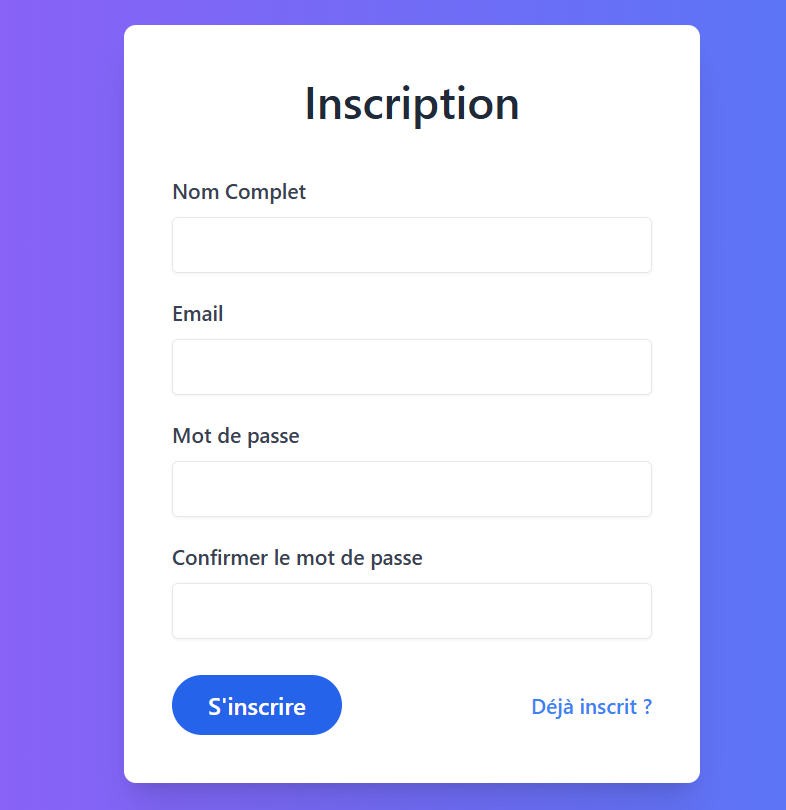 Inscription
Nom Complet
Email
Mot de passe
Confirmer le mot de passe
S'inscrire
Déjà inscrit ?